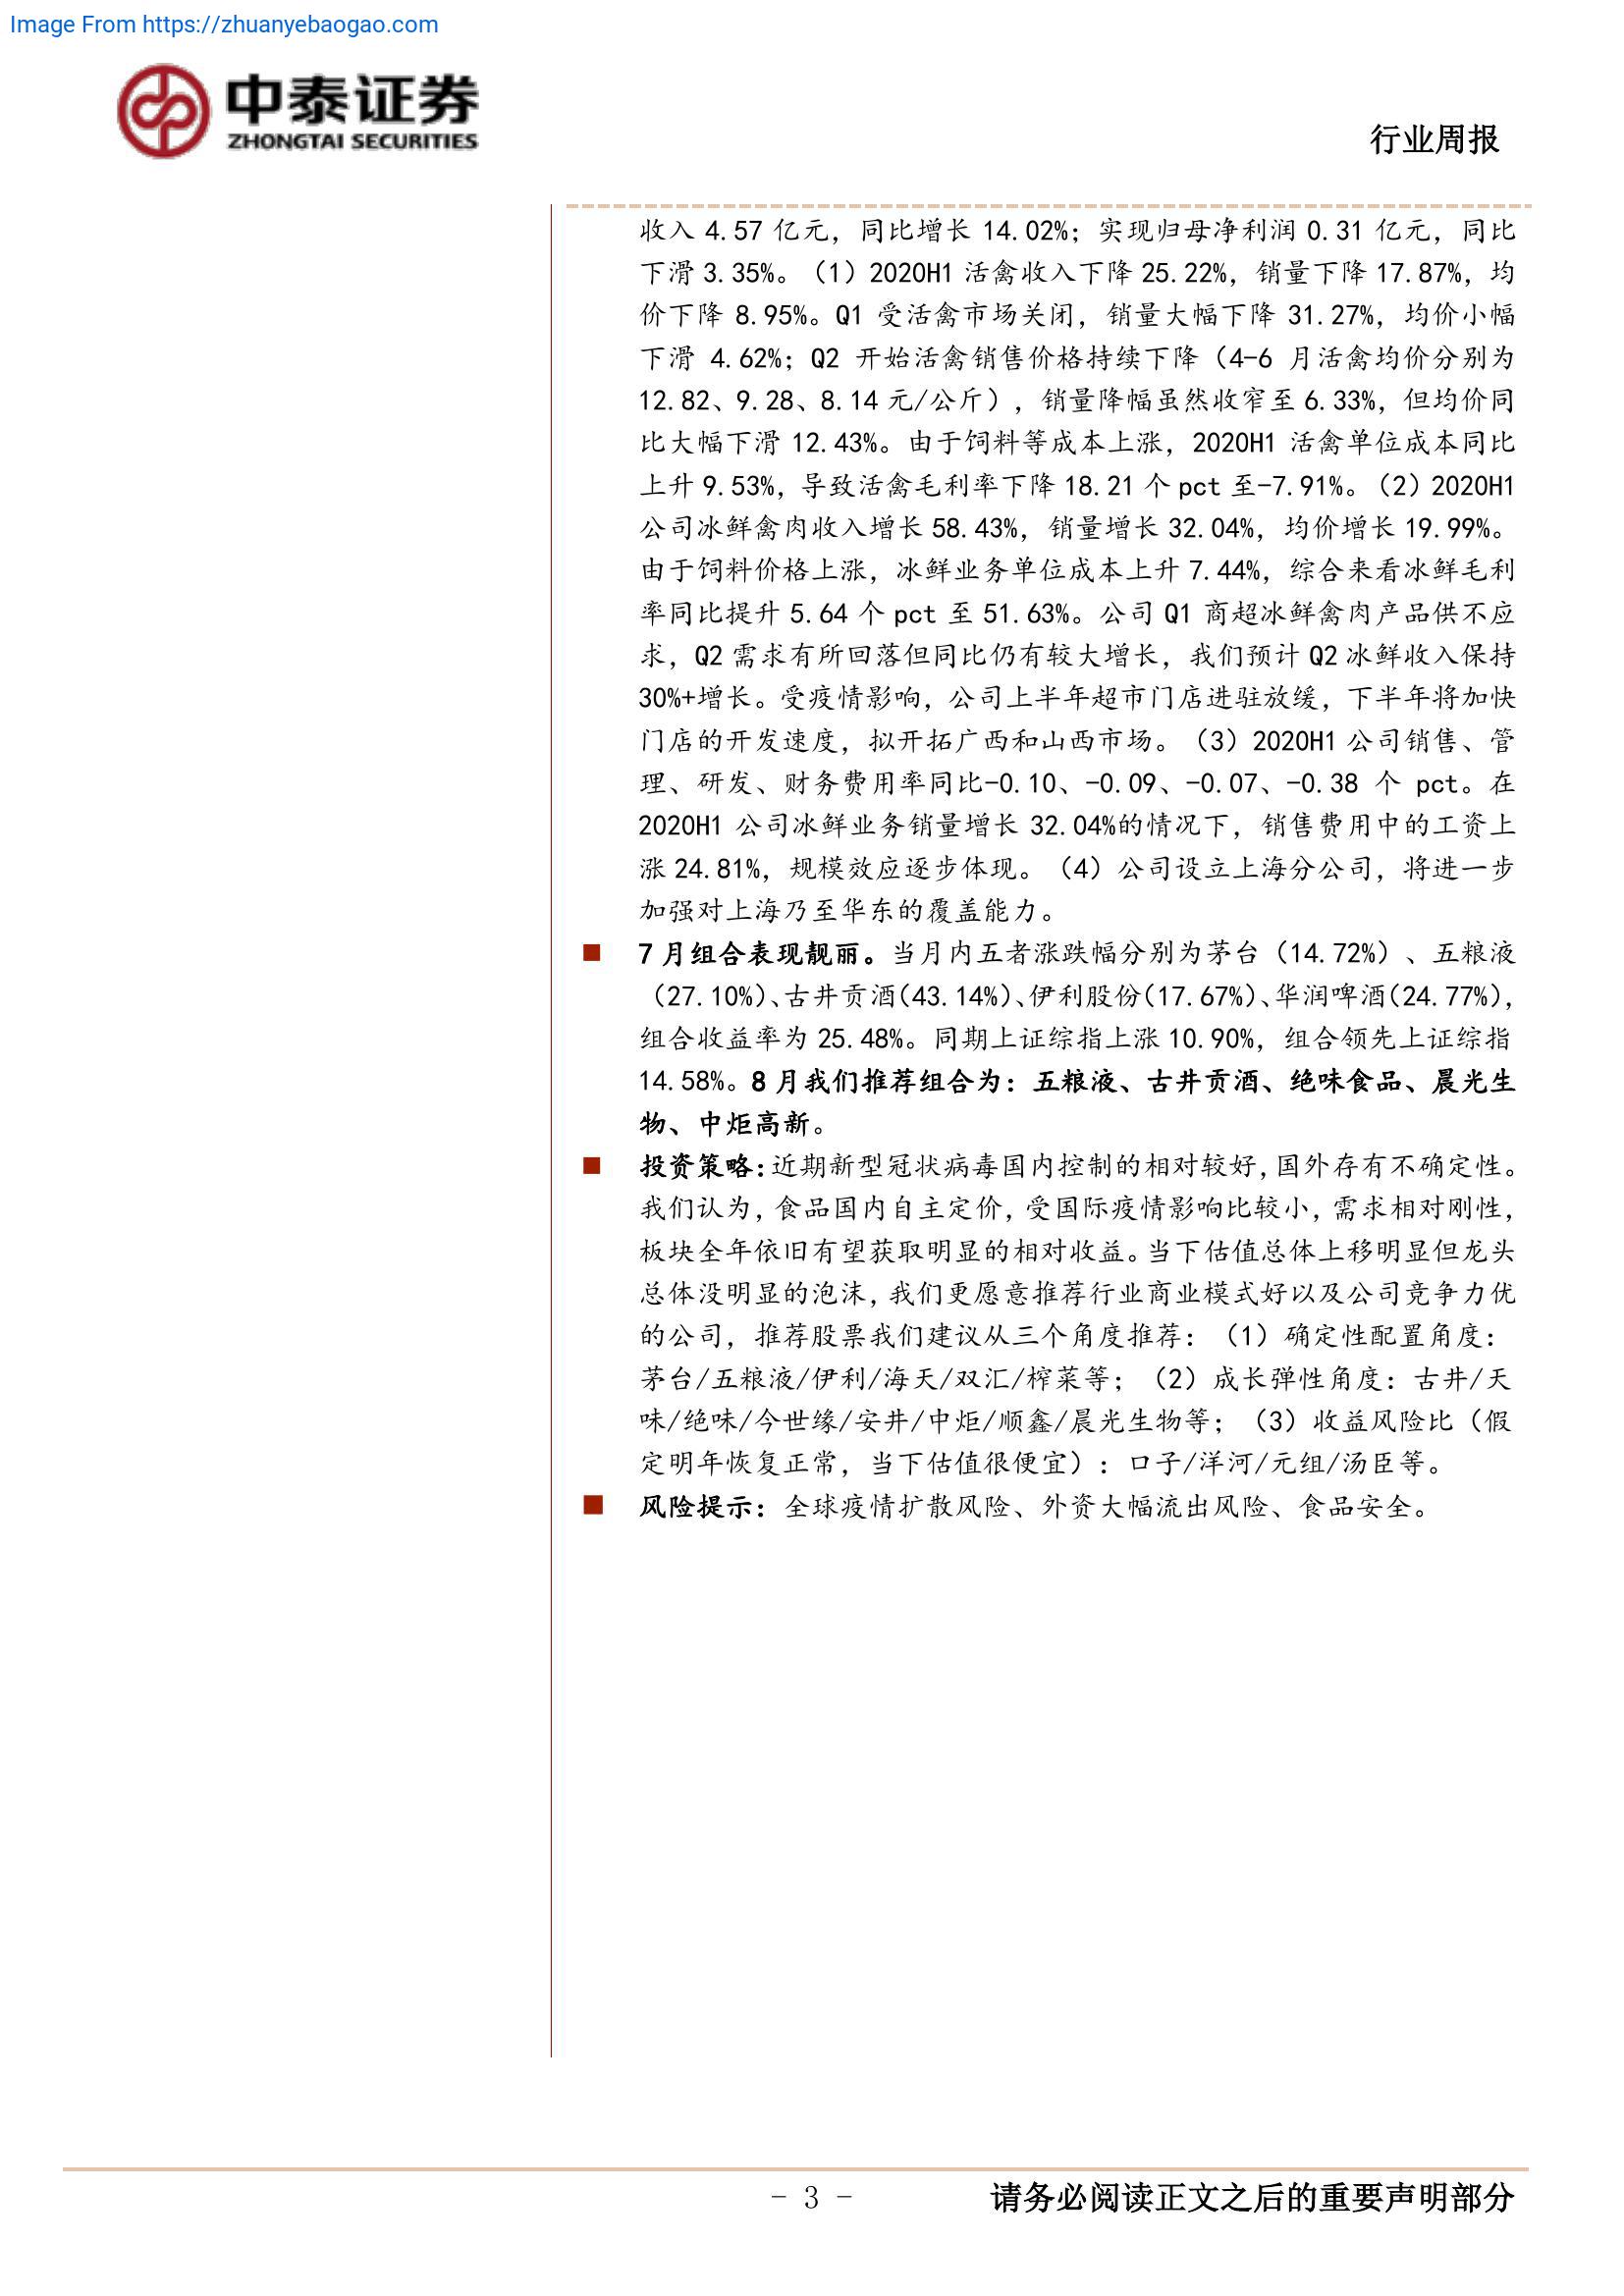 Image From https://zhuanyebaogao.com
中泰证券
ZHONGTAI SECURITIES
行业周报
收入 4.57 亿元，同比增长 14.02%；实现归母净利润 0.31 亿元，同比
下滑 3.35%。（1）2020H1 活禽收入下降 25.22%，销量下降 17.87%，均
价下降 8.95%。Q1 受活禽市场关闭，销量大幅下降 31.27%，均价小幅
下滑 4.62%；Q2 开始活禽销售价格持续下降（4-6 月活禽均价分别为
12.82、9.28、8.14 元/公斤），销量降幅虽然收窄至 6.33%，但均价同
比大幅下滑 12.43%。由于饲料等成本上涨，2020H1 活禽单位成本同比
上升 9.53%，导致活禽毛利率下降 18.21 个 pct 至-7.91%。（2）2020H1
公司冰鲜禽肉收入增长 58.43%，销量增长 32.04%，均价增长 19.99%。
由于饲料价格上涨，冰鲜业务单位成本上升 7.44%，综合来看冰鲜毛利
率同比提升 5.64 个 pct 至 51.63%。公司 Q1 商超冰鲜禽肉产品供不应
求，Q2 需求有所回落但同比仍有较大增长，我们预计 Q2 冰鲜收入保持
30%+增长。受疫情影响，公司上半年超市门店进驻放缓，下半年将加快
门店的开发速度，拟开拓广西和山西市场。（3）2020H1 公司销售、管
理、研发、财务费用率同比-0.10、-0.09、-0.07、-0.38 个 pct。在
2020H1 公司冰鲜业务销量增长 32.04%的情况下，销售费用中的工资上
涨 24.81%，规模效应逐步体现。（4）公司设立上海分公司，将进一步
加强对上海乃至华东的覆盖能力。
■ 7 月组合表现靓丽。当月内五者涨跌幅分别为茅台（14.72%）、五粮液
（27.10%）、古井贡酒（43.14%）、伊利股份（17.67%）、华润啤酒（24.77%），
组合收益率为 25.48%。同期上证综指上涨 10.90%，组合领先上证综指
14.58%。8 月我们推荐组合为：五粮液、古井贡酒、绝味食品、晨光生
物、中炬高新。
■ 投资策略：近期新型冠状病毒国内控制的相对较好，国外存有不确定性。
我们认为，食品国内自主定价，受国际疫情影响比较小，需求相对刚性，
板块全年依旧有望获取明显的相对收益。当下估值总体上移明显但龙头
总体没明显的泡沫，我们更愿意推荐行业商业模式好以及公司竞争力优
的公司，推荐股票我们建议从三个角度推荐：（1）确定性配置角度：
茅台/五粮液/伊利/海天/双汇/榨菜等；（2）成长弹性角度：古井/天
味/绝味/今世缘/安井/中炬/顺鑫/晨光生物等；（3）收益风险比（假
定明年恢复正常，当下估值很便宜）：口子/洋河/元组/汤臣等。
■ 风险提示：全球疫情扩散风险、外资大幅流出风险、食品安全。
- 3 -
请务必阅读正文之后的重要声明部分